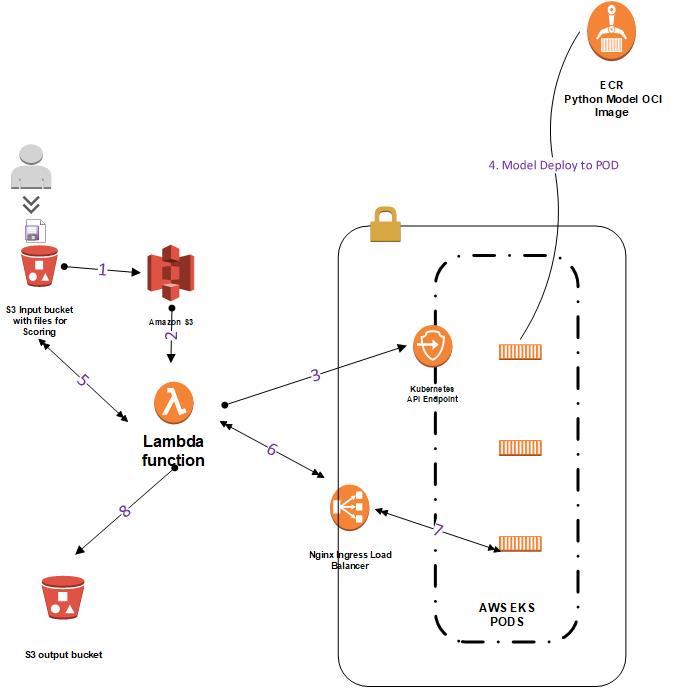 ECR
Python Model OCI
Image
4. Model Deploy to POD
1
S3 Input bucket
with files for
Scoring
Amazon S3
2
5
3
Kubernetes
API Endpoint
λ
Lambda
function
6
8
7
Nginx Ingress Load
Balancer
AWS EKS
PODS
S3 output bucket